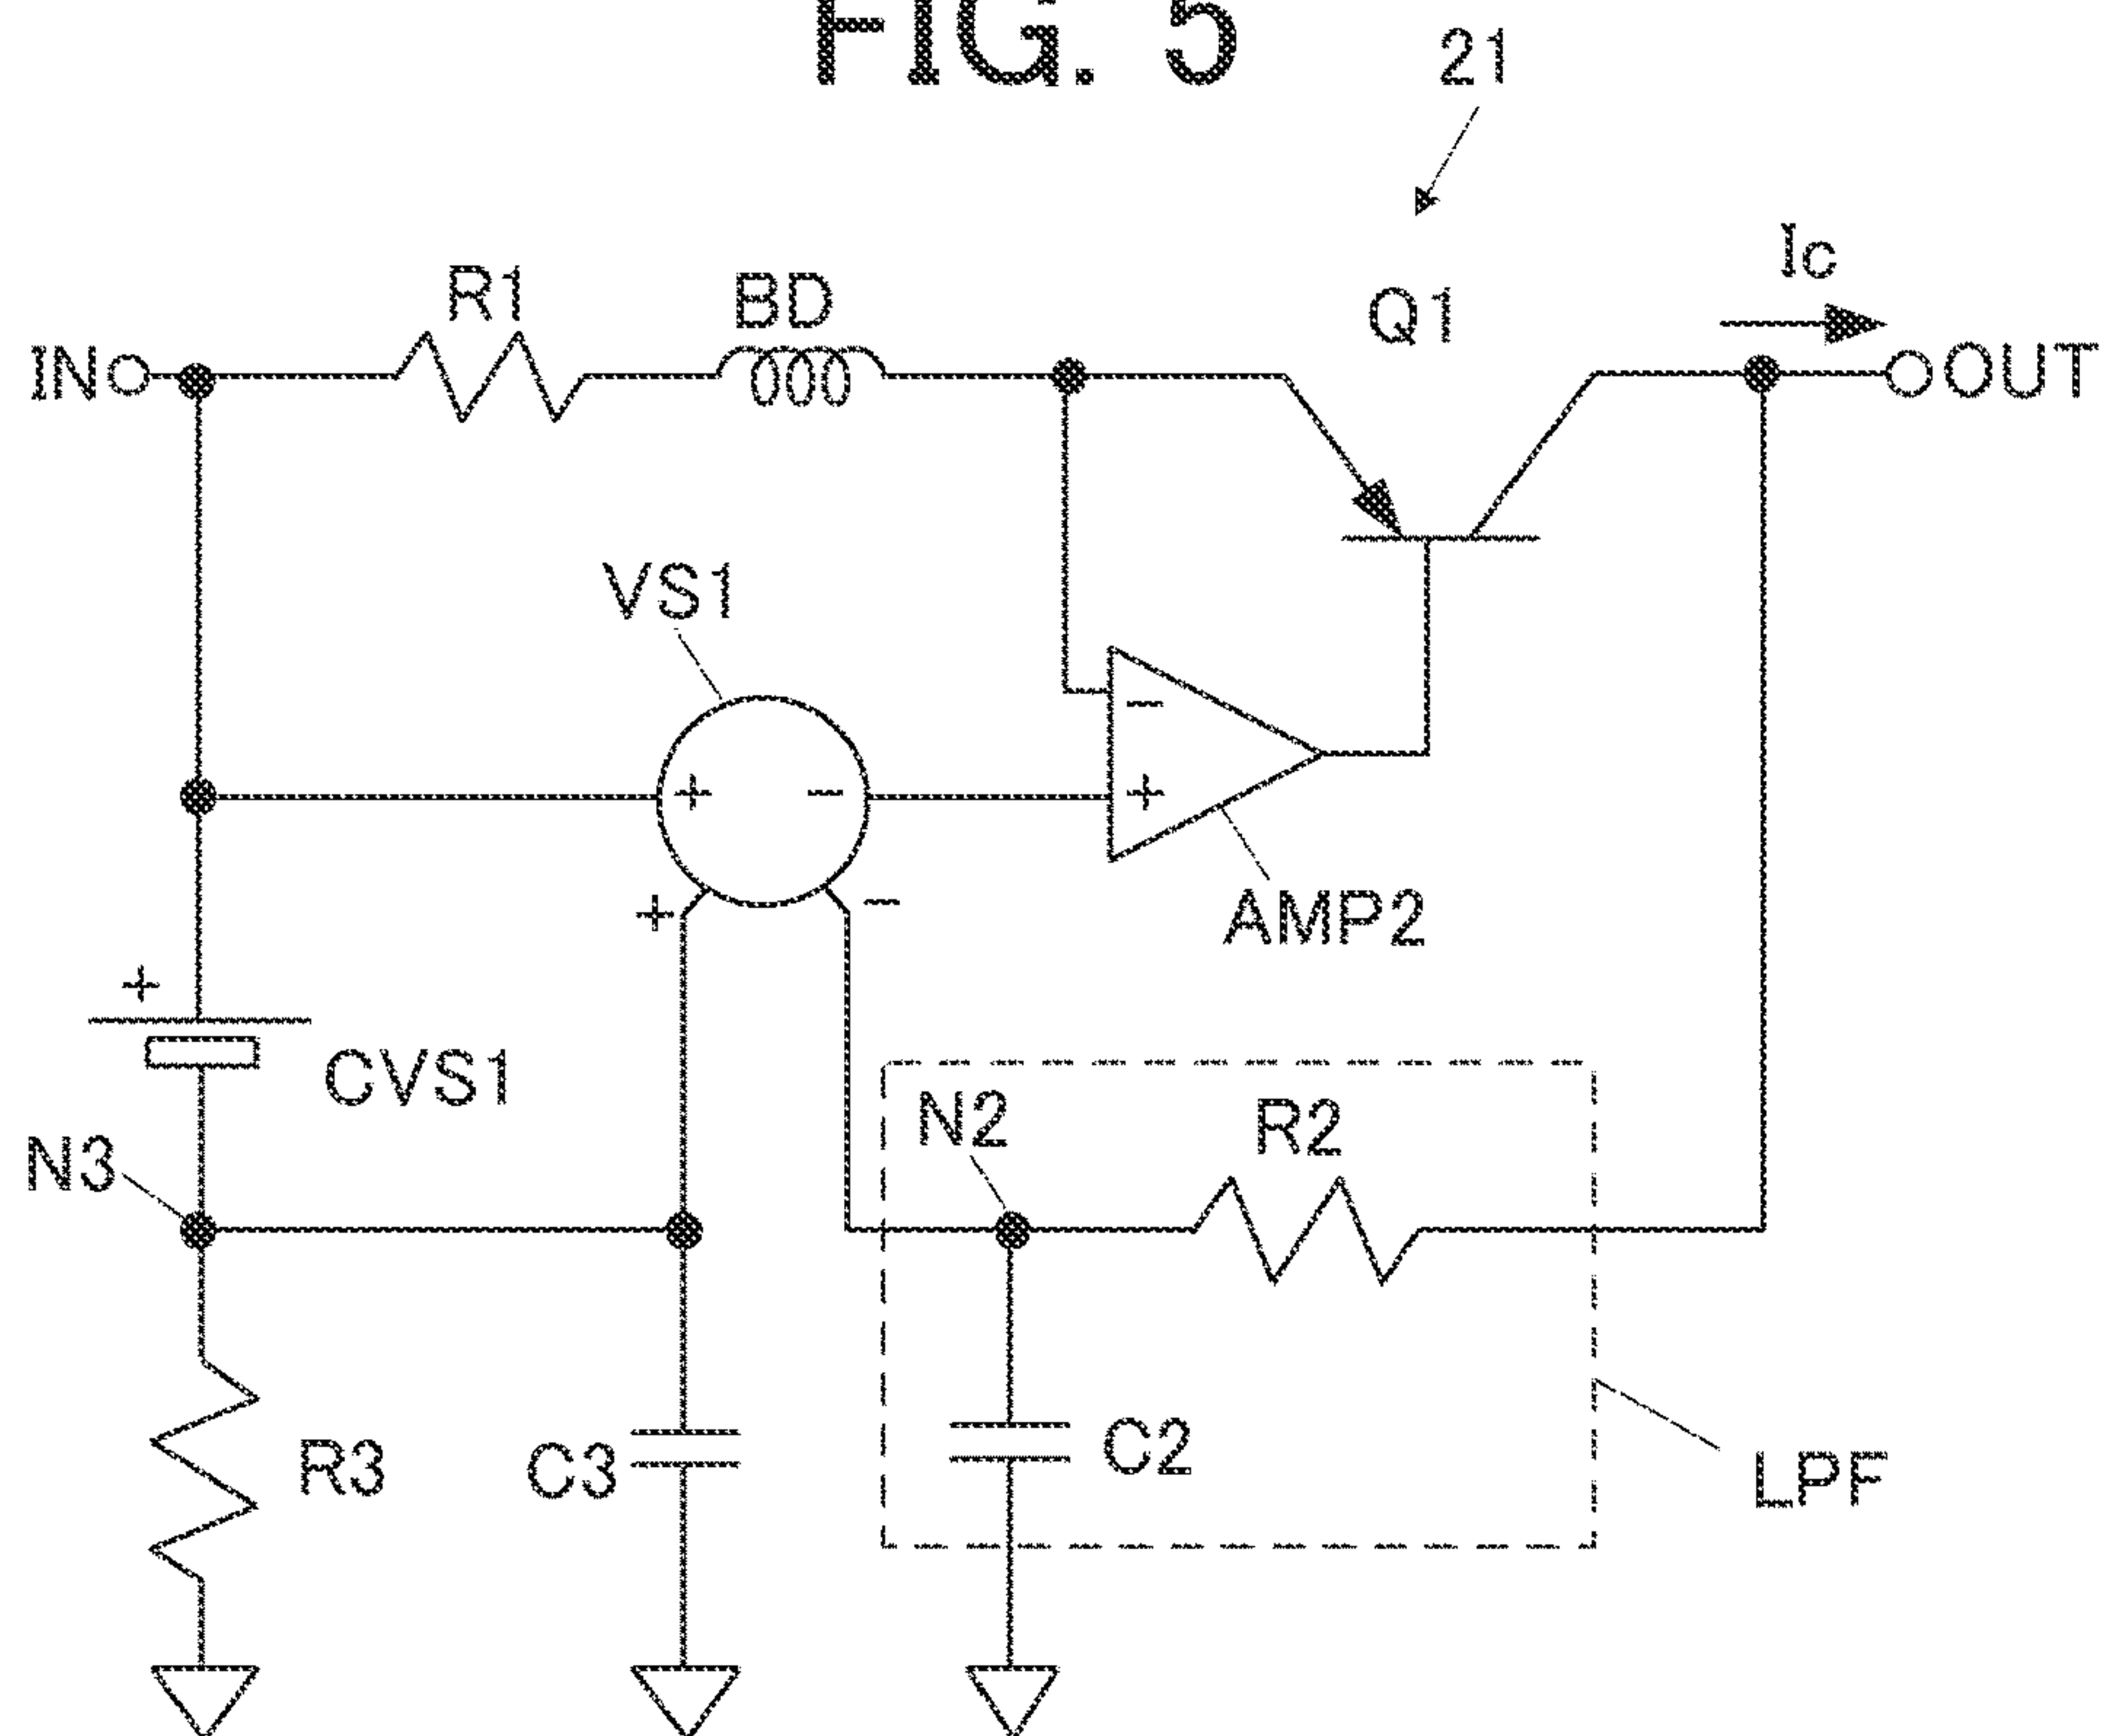 FIG. 5
21
Ic
R1
BD
Q1
IN
OUT
VS1
+
-
-
+
+
-
AMP2
+
CVS1
N2
R2
N3
R3
C3
C2
LPF